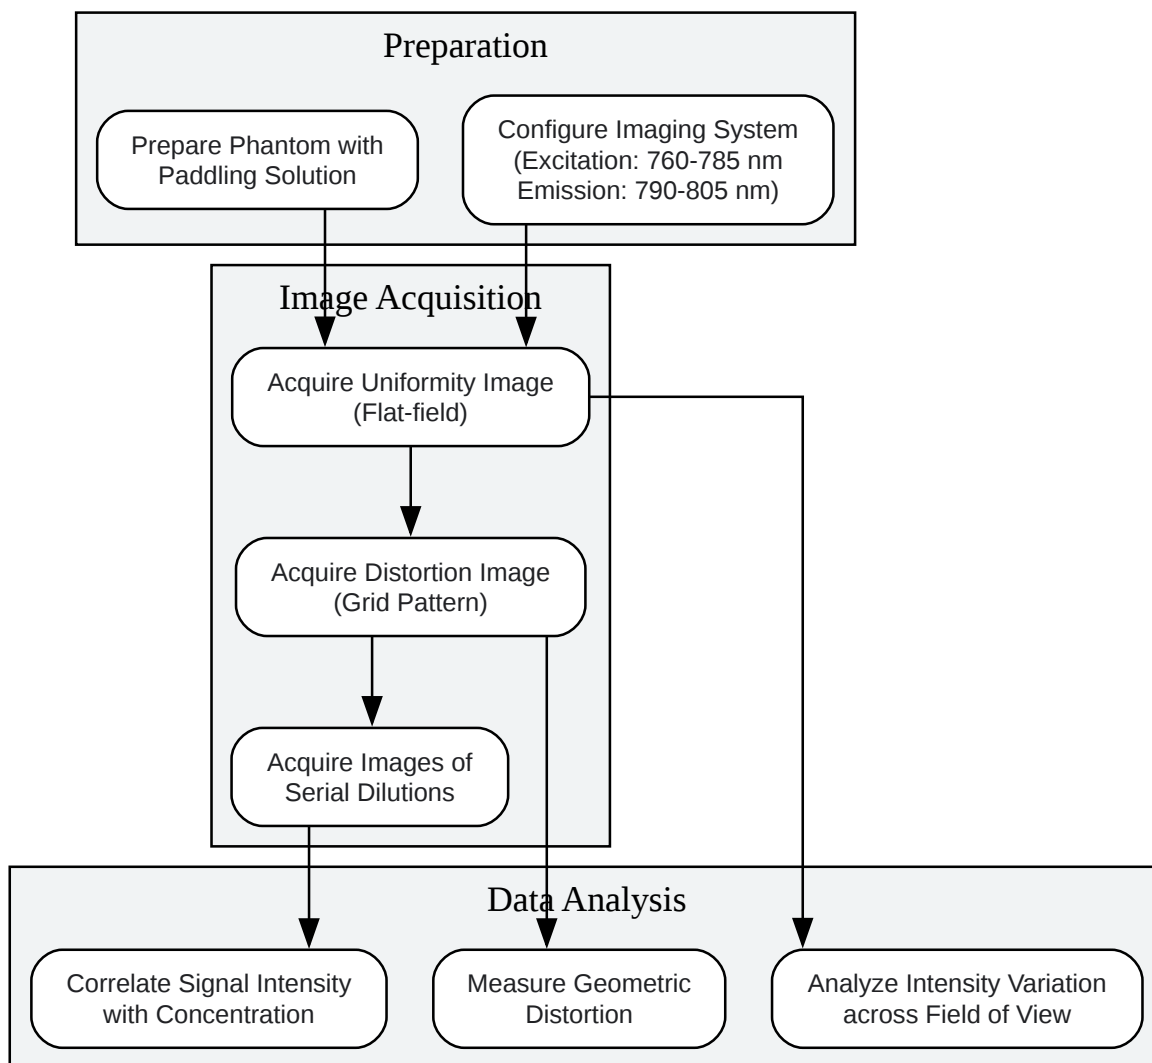 Preparation
Prepare Phantom with
Paddling Solution
Configure Imaging System
(Excitation: 760-785 nm
Emission: 790-805 nm)
Image Acquisition
Acquire Uniformity Image
(Flat-field)
Acquire Distortion Image
(Grid Pattern)
Acquire Images of
Serial Dilutions
Data Analysis
Correlate Signal Intensity
with Concentration
Measure Geometric
Distortion
Analyze Intensity Variation
across Field of View